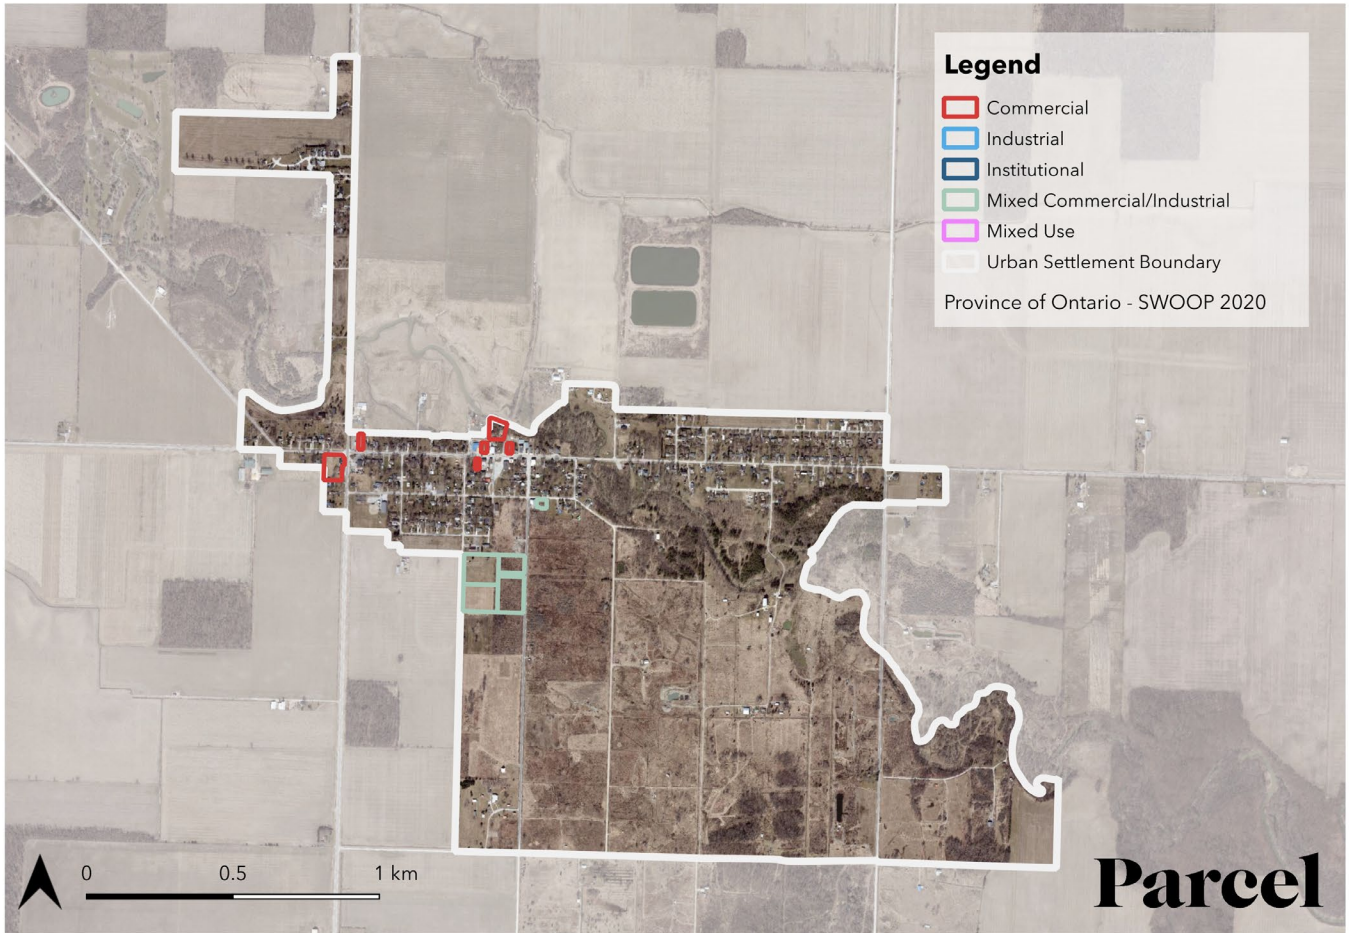 Legend
Commercial
Industrial
Institutional
Mixed Commercial/Industrial
Mixed Use
Urban Settlement Boundary
Province of Ontario - SWOOP 2020
0 0.5 1 km
Parcel